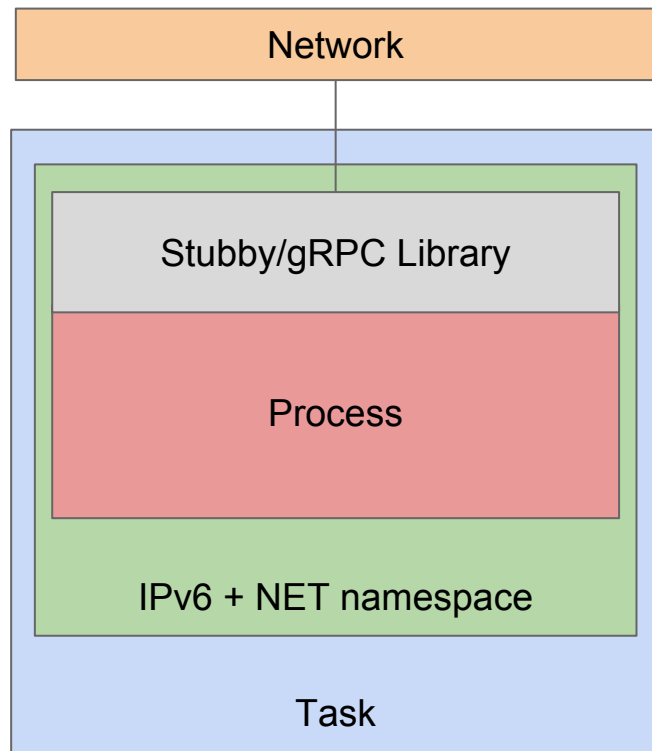 Network
Stubby/gRPC Library
Process
IPv6 + NET namespace
Task